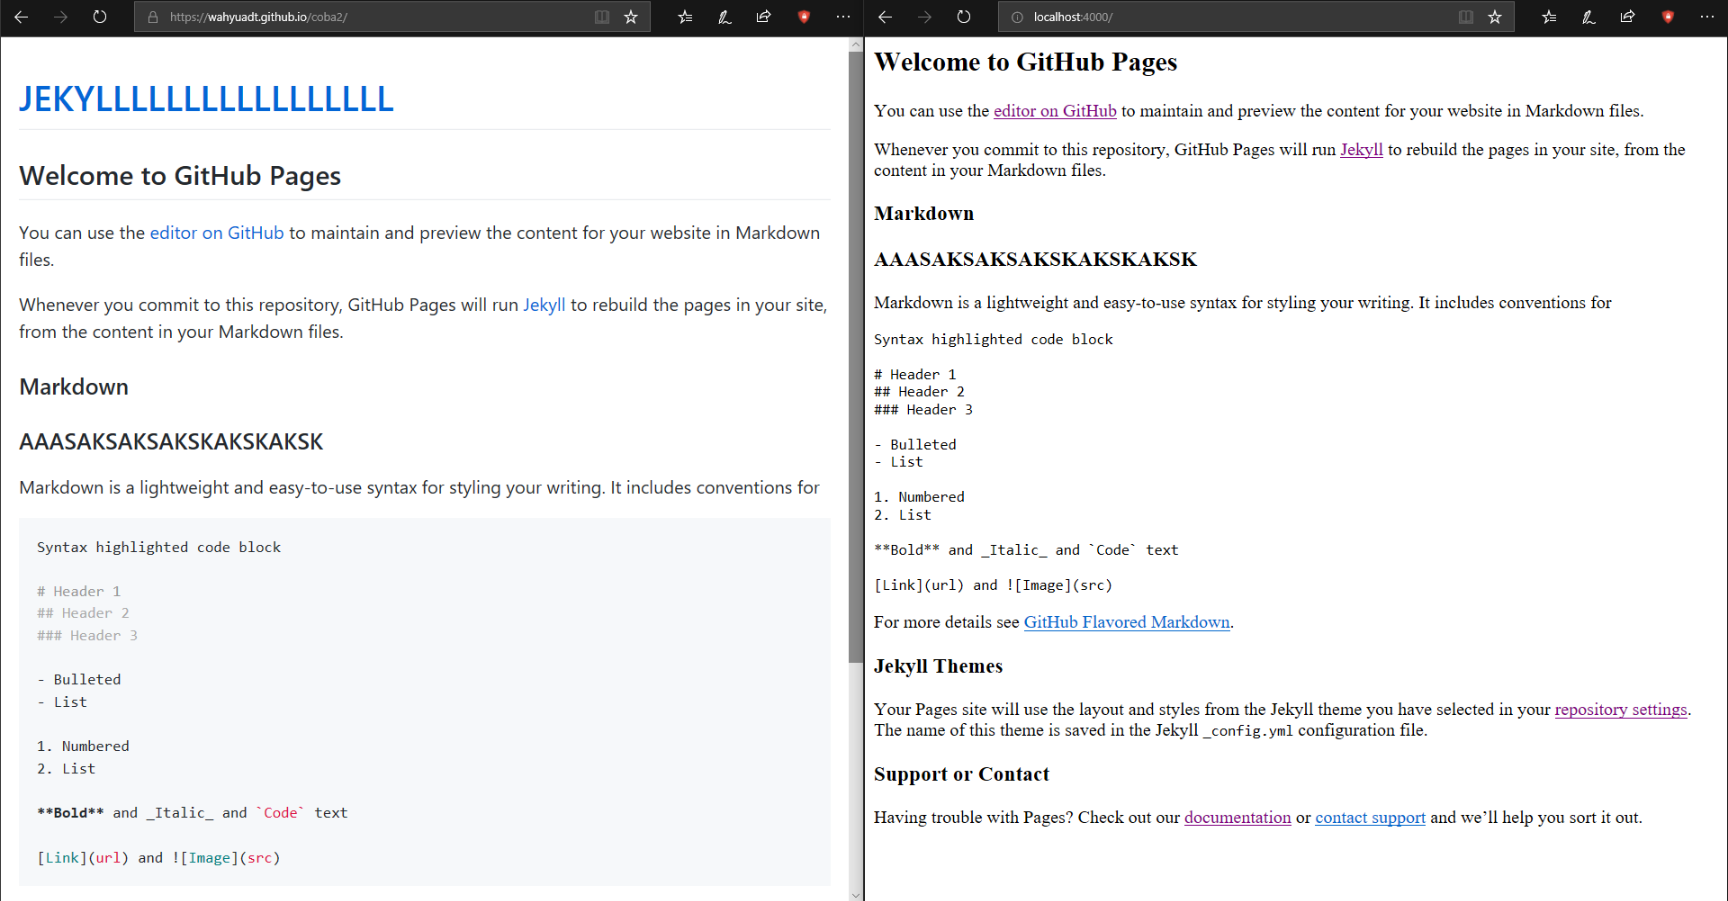 https://wahyuadt.github.io/coba2/
JEKYLLLLLLLLLLLLLLLLL
Welcome to GitHub Pages
You can use the editor on GitHub to maintain and preview the content for your website in Markdown
files.
Whenever you commit to this repository, GitHub Pages will run Jekyll to rebuild the pages in your site,
from the content in your Markdown files.
Markdown
AAASAKSAKSAKSKAKSKAKSK
Markdown is a lightweight and easy-to-use syntax for styling your writing. It includes conventions for
Syntax highlighted code block
# Header 1
## Header 2
### Header 3
- Bulleted
- List
1. Numbered
2. List
**Bold** and _Italic_ and `Code` text
[Link](url) and ![Image](src)
localhost:4000/
Welcome to GitHub Pages
You can use the editor on GitHub to maintain and preview the content for your website in Markdown files.
Whenever you commit to this repository, GitHub Pages will run Jekyll to rebuild the pages in your site, from the
content in your Markdown files.
Markdown
AAASAKSAKSAKSKAKSKAKSK
Markdown is a lightweight and easy-to-use syntax for styling your writing. It includes conventions for
Syntax highlighted code block
# Header 1
## Header 2
### Header 3
- Bulleted
- List
1. Numbered
2. List
**Bold** and _Italic_ and `Code` text
[Link](url) and ![Image](src)
For more details see GitHub Flavored Markdown.
Jekyll Themes
Your Pages site will use the layout and styles from the Jekyll theme you have selected in your repository settings.
The name of this theme is saved in the Jekyll _config.yml configuration file.
Support or Contact
Having trouble with Pages? Check out our documentation or contact support and we’ll help you sort it out.